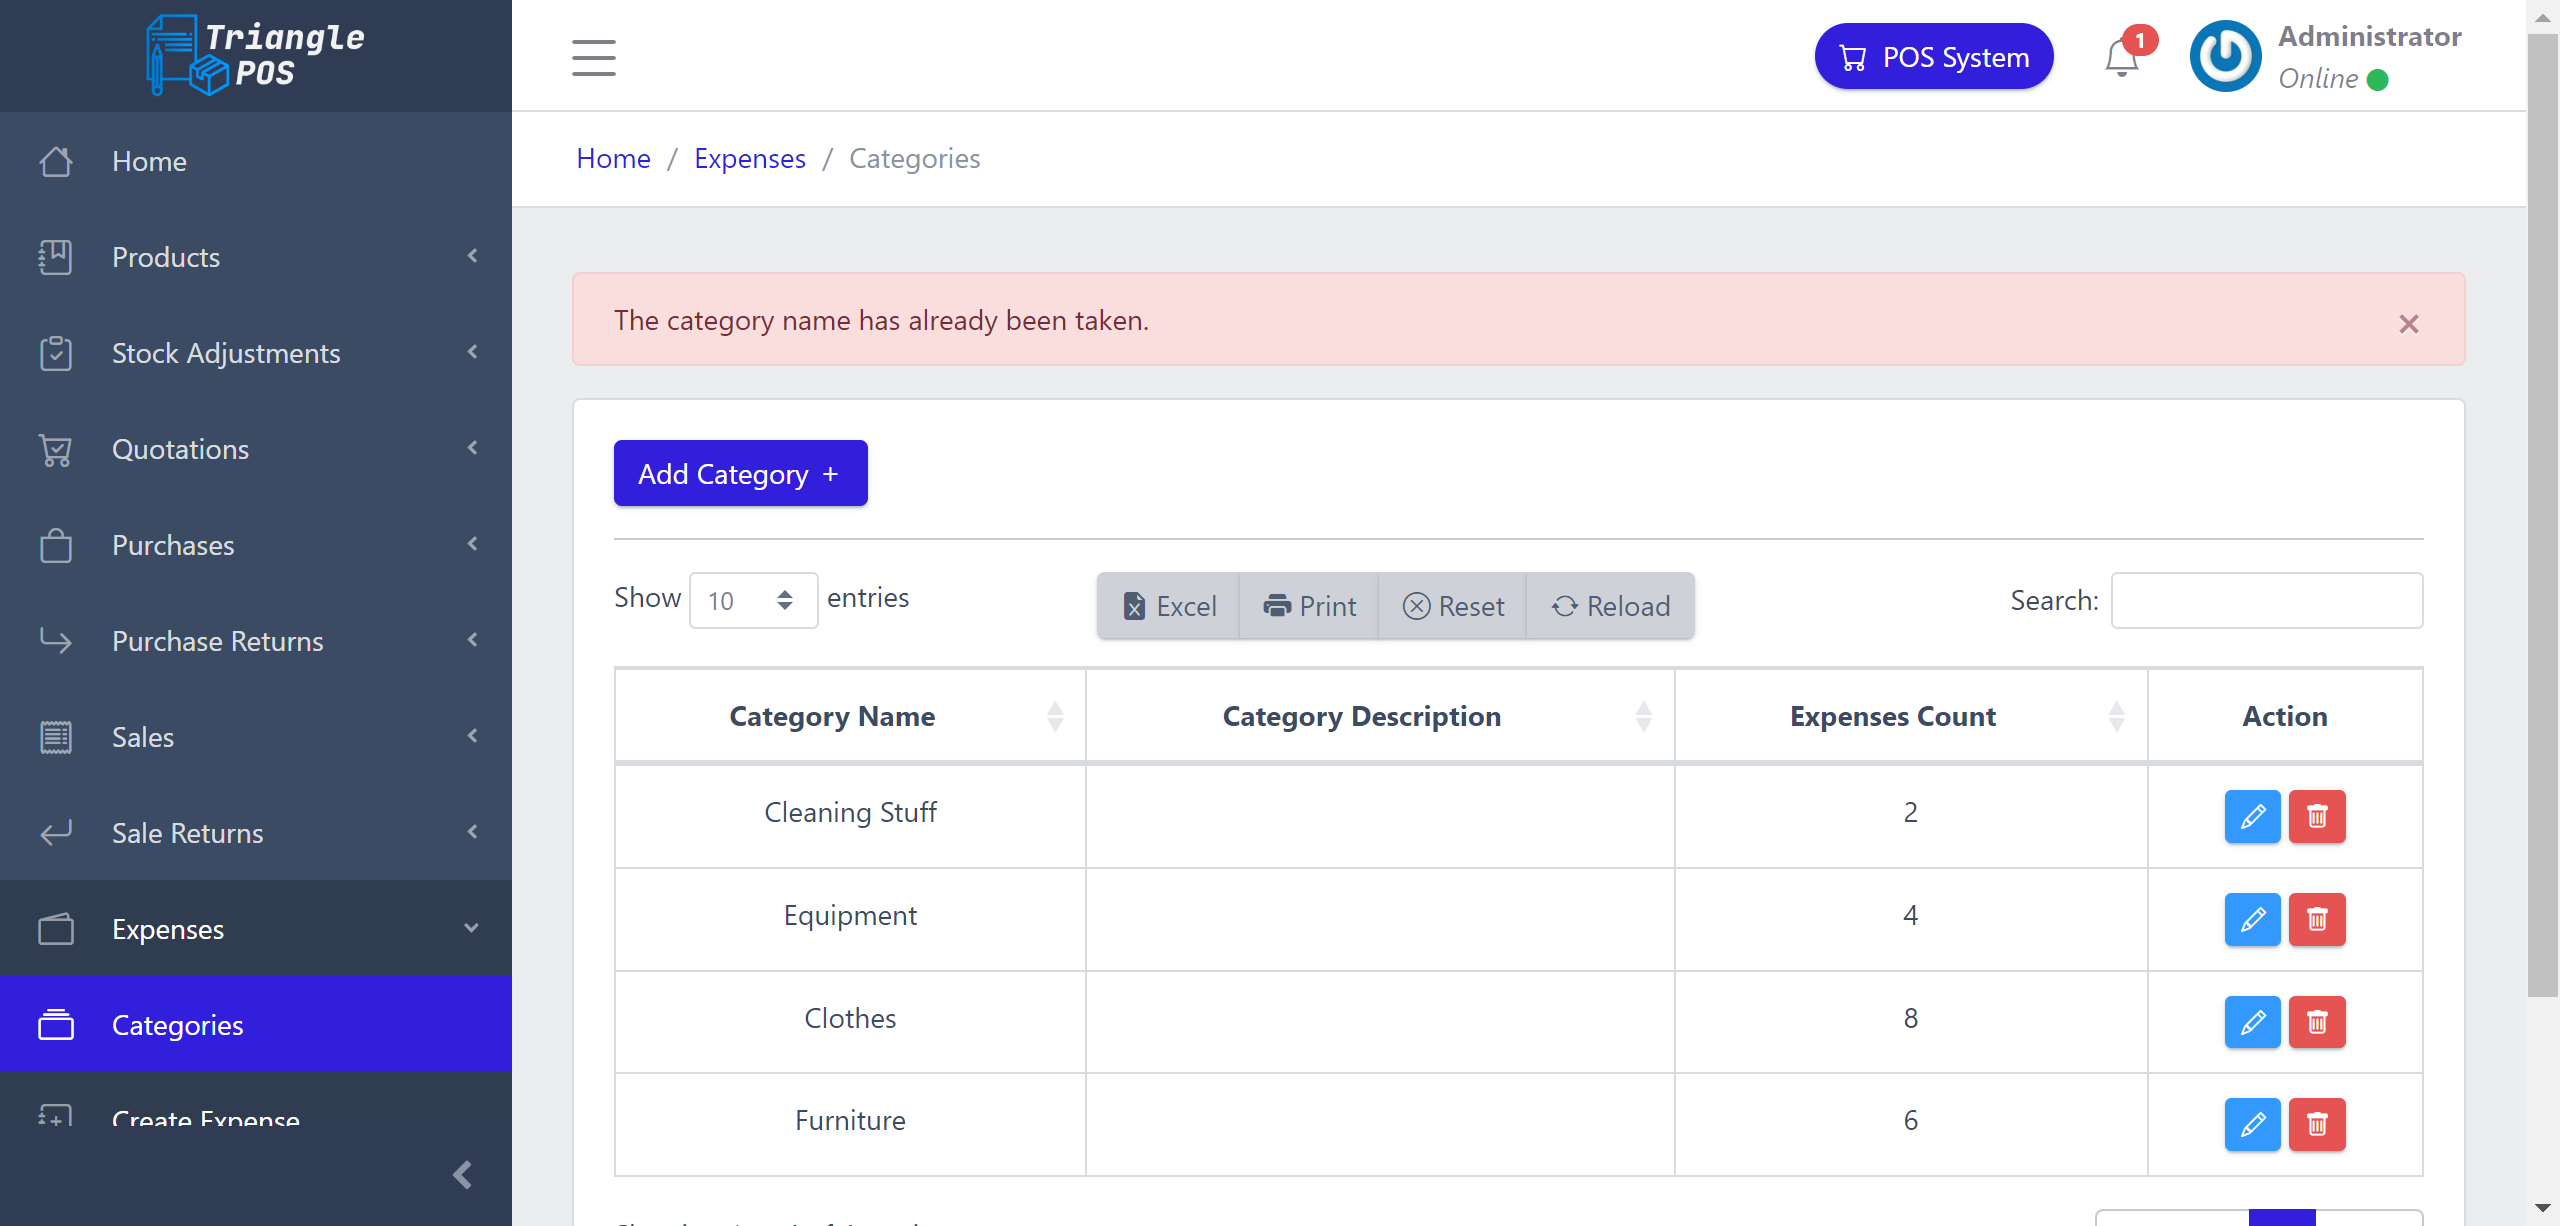 Triangle
POS
POS System
1
Administrator
Online
Home
Products
Stock Adjustments
Quotations
Purchases
Purchase Returns
Sales
Sale Returns
Expenses
Categories
Create Expense
Home / Expenses / Categories
The category name has already been taken.
×
Add Category +
Show 10 entries
Excel Print Reset Reload
Search:
Category Name Category Description Expenses Count Action
Cleaning Stuff 2
Equipment 4
Clothes 8
Furniture 6